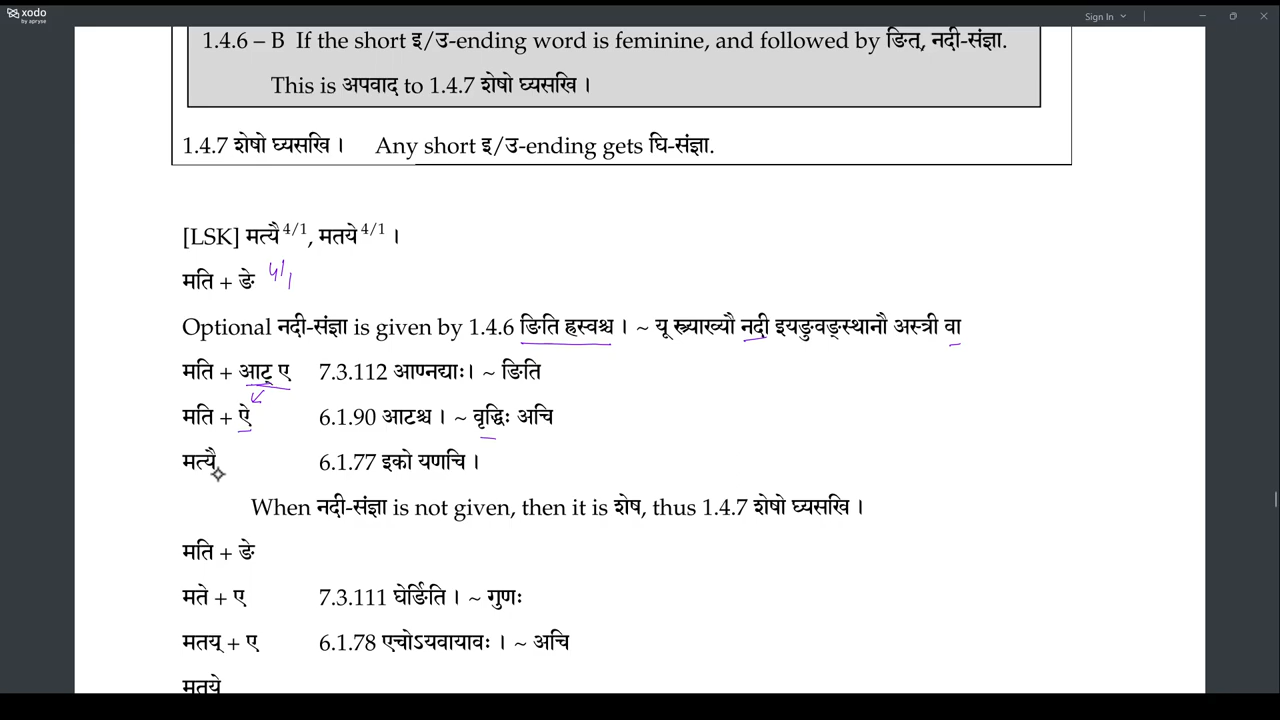 xodo
by apryse
Sign In
1.4.6 – B If the short इ/उ-ending word is feminine, and followed by ङित्, नदी-संज्ञा.
This is अपवाद to 1.4.7 शेषो घ्यसखि ।
1.4.7 शेषो घ्यसखि । Any short इ/उ-ending gets घि-संज्ञा.
[LSK] मत्यै 4/1, मतये 4/1 ।
मति + ङे 4/1
Optional नदी-संज्ञा is given by 1.4.6 ङिति ह्रस्वश्च । ~ यू स्त्र्याख्यौ नदी इयङुवङ्स्थानौ अस्त्री वा
मति + आट् ए 7.3.112 आण्नद्याः। ~ ङिति
मति + ऐ 6.1.90 आटश्च । ~ वृद्धिः अचि
मत्यै 6.1.77 इको यणचि ।
When नदी-संज्ञा is not given, then it is शेष, thus 1.4.7 शेषो घ्यसखि ।
मति + ङे
मते + ए 7.3.111 घेर्ङिति । ~ गुणः
मतय् + ए 6.1.78 एचोऽयवायावः । ~ अचि
मतये